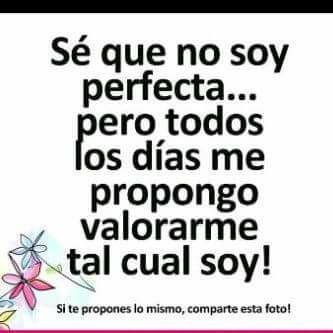 Sé que no soy
perfecta...
pero todos
los días me
propongo
valorarme
tal cual soy!
Si te propones lo mismo, comparte esta foto!